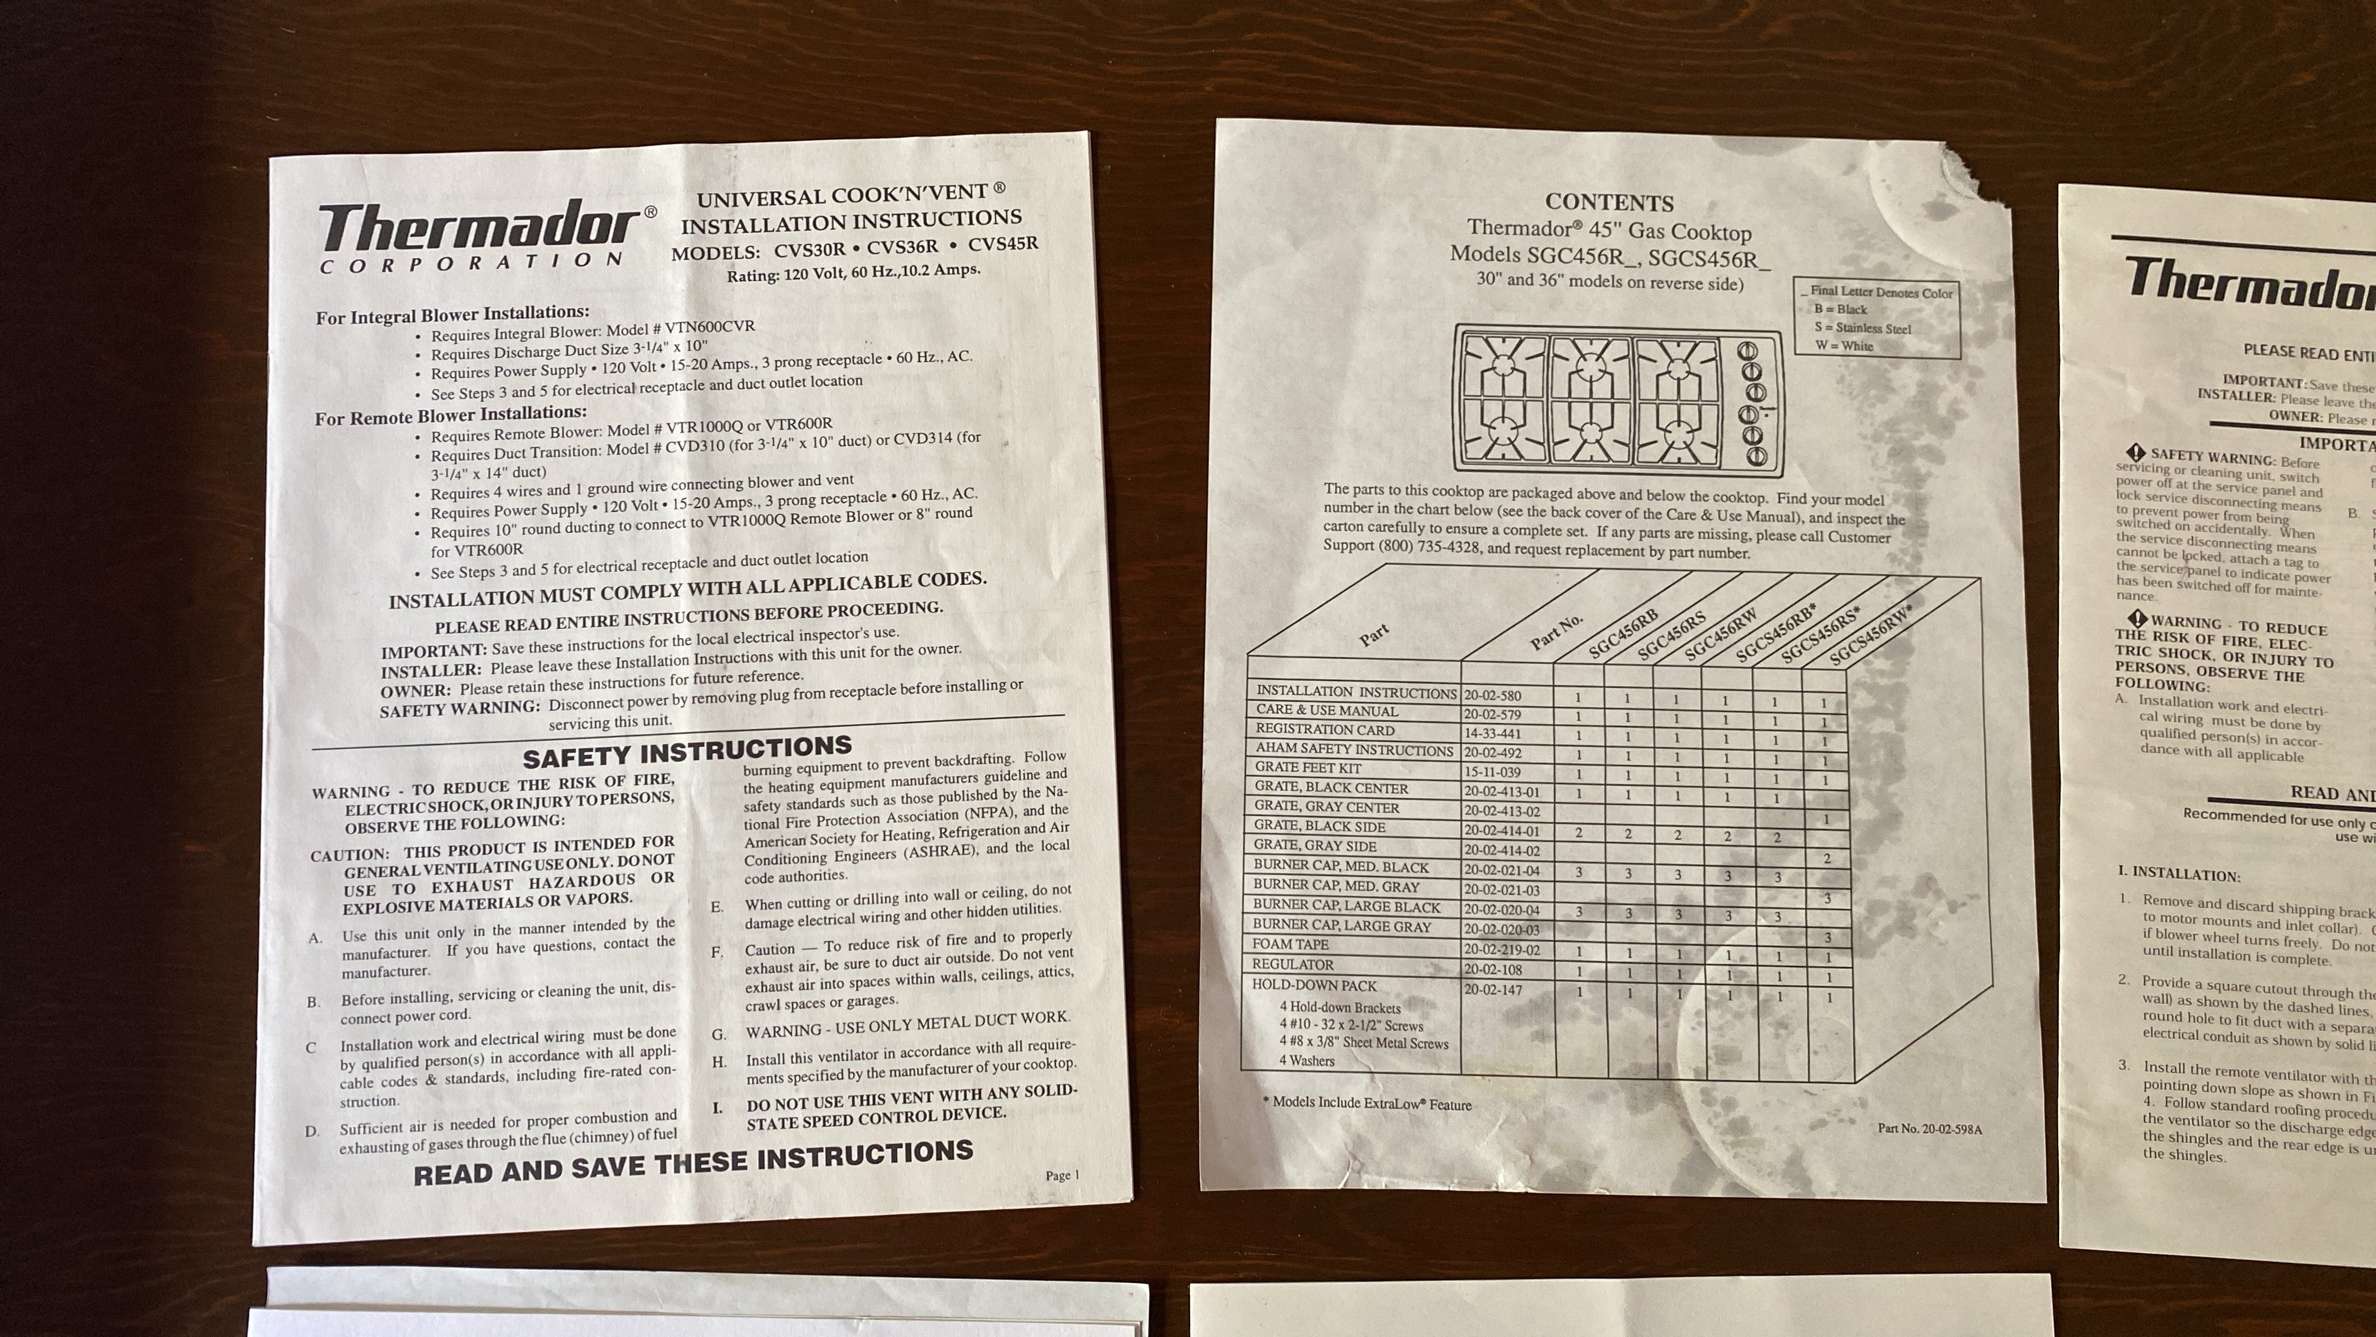 Thermador®
CORPORATION
UNIVERSAL COOK'N'VENT ®
INSTALLATION INSTRUCTIONS
MODELS: CVS30R • CVS36R • CVS45R
Rating: 120 Volt, 60 Hz.,10.2 Amps.
For Integral Blower Installations:
• Requires Integral Blower: Model # VTN600CVR
• Requires Discharge Duct Size 3-1/4" x 10"
• Requires Power Supply • 120 Volt • 15-20 Amps., 3 prong receptacle • 60 Hz., AC.
• See Steps 3 and 5 for electrical receptacle and duct outlet location
For Remote Blower Installations:
• Requires Remote Blower: Model # VTR1000Q or VTR600R
• Requires Duct Transition: Model # CVD310 (for 3-1/4" x 10" duct) or CVD314 (for
3-1/4" x 14" duct)
• Requires 4 wires and 1 ground wire connecting blower and vent
• Requires Power Supply • 120 Volt • 15-20 Amps., 3 prong receptacle • 60 Hz., AC.
• Requires 10" round ducting to connect to VTR1000Q Remote Blower or 8" round
for VTR600R
• See Steps 3 and 5 for electrical receptacle and duct outlet location
INSTALLATION MUST COMPLY WITH ALL APPLICABLE CODES.
PLEASE READ ENTIRE INSTRUCTIONS BEFORE PROCEEDING.
IMPORTANT: Save these instructions for the local electrical inspector's use.
INSTALLER: Please leave these Installation Instructions with this unit for the owner.
OWNER: Please retain these instructions for future reference.
SAFETY WARNING: Disconnect power by removing plug from receptacle before installing or
servicing this unit.
SAFETY INSTRUCTIONS
WARNING - TO REDUCE THE RISK OF FIRE,
ELECTRIC SHOCK, OR INJURY TO PERSONS,
OBSERVE THE FOLLOWING:
CAUTION: THIS PRODUCT IS INTENDED FOR
GENERAL VENTILATING USE ONLY. DO NOT
USE TO EXHAUST HAZARDOUS OR
EXPLOSIVE MATERIALS OR VAPORS.
A. Use this unit only in the manner intended by the
manufacturer. If you have questions, contact the
manufacturer.
B. Before installing, servicing or cleaning the unit, dis-
connect power cord.
C Installation work and electrical wiring must be done
by qualified person(s) in accordance with all appli-
cable codes & standards, including fire-rated con-
struction.
D. Sufficient air is needed for proper combustion and
exhausting of gases through the flue (chimney) of fuel
burning equipment to prevent backdrafting. Follow
the heating equipment manufacturers guideline and
safety standards such as those published by the Na-
tional Fire Protection Association (NFPA), and the
American Society for Heating, Refrigeration and Air
Conditioning Engineers (ASHRAE), and the local
code authorities.
E. When cutting or drilling into wall or ceiling, do not
damage electrical wiring and other hidden utilities.
F. Caution — To reduce risk of fire and to properly
exhaust air, be sure to duct air outside. Do not vent
exhaust air into spaces within walls, ceilings, attics,
crawl spaces or garages.
G. WARNING - USE ONLY METAL DUCT WORK.
H. Install this ventilator in accordance with all require-
ments specified by the manufacturer of your cooktop.
I. DO NOT USE THIS VENT WITH ANY SOLID-
STATE SPEED CONTROL DEVICE.
READ AND SAVE THESE INSTRUCTIONS
Page 1
CONTENTS
Thermador® 45" Gas Cooktop
Models SGC456R_, SGCS456R_
30" and 36" models on reverse side)
_ Final Letter Denotes Color
B = Black
S = Stainless Steel
W = White
The parts to this cooktop are packaged above and below the cooktop. Find your model
number in the chart below (see the back cover of the Care & Use Manual), and inspect the
carton carefully to ensure a complete set. If any parts are missing, please call Customer
Support (800) 735-4328, and request replacement by part number.
Part Part No. SGC456RB SGC456RS SGC456RW SGCS456RB* SGCS456RS* SGCS456RW*
INSTALLATION INSTRUCTIONS 20-02-580 1 1 1 1 1 1
CARE & USE MANUAL 20-02-579 1 1 1 1 1 1
REGISTRATION CARD 14-33-441 1 1 1 1 1 1
AHAM SAFETY INSTRUCTIONS 20-02-492 1 1 1 1 1 1
GRATE FEET KIT 15-11-039 1 1 1 1 1 1
GRATE, BLACK CENTER 20-02-413-01 1 1 1 1 1
GRATE, GRAY CENTER 20-02-413-02 1
GRATE, BLACK SIDE 20-02-414-01 2 2 2 2 2
GRATE, GRAY SIDE 20-02-414-02 2
BURNER CAP, MED. BLACK 20-02-021-04 3 3 3 3 3
BURNER CAP, MED. GRAY 20-02-021-03 3
BURNER CAP, LARGE BLACK 20-02-020-04 3 3 3 3 3
BURNER CAP, LARGE GRAY 20-02-020-03 3
FOAM TAPE 20-02-219-02 1 1 1 1 1 1
REGULATOR 20-02-108 1 1 1 1 1 1
HOLD-DOWN PACK 20-02-147 1 1 1 1 1 1
4 Hold-down Brackets
4 #10 - 32 x 2-1/2" Screws
4 #8 x 3/8" Sheet Metal Screws
4 Washers
* Models Include ExtraLow® Feature
Part No. 20-02-598A
Thermador
PLEASE READ ENTI
IMPORTANT: Save these
INSTALLER: Please leave the
OWNER: Please
IMPORTA
SAFETY WARNING: Before
servicing or cleaning unit, switch
power off at the service panel and
lock service disconnecting means
to prevent power from being
switched on accidentally. When
the service disconnecting means
cannot be locked, attach a tag to
the service panel to indicate power
has been switched off for mainte-
nance.
WARNING - TO REDUCE
THE RISK OF FIRE, ELEC-
TRIC SHOCK, OR INJURY TO
PERSONS, OBSERVE THE
FOLLOWING:
A. Installation work and electri-
cal wiring must be done by
qualified person(s) in accor-
dance with all applicable
B.
READ AND
Recommended for use only
use wi
I. INSTALLATION:
1. Remove and discard shipping brack
to motor mounts and inlet collar).
if blower wheel turns freely. Do not
until installation is complete.
2. Provide a square cutout through the
wall) as shown by the dashed lines.
round hole to fit duct with a separa
electrical conduit as shown by solid li
3. Install the remote ventilator with th
pointing down slope as shown in Fi
4. Follow standard roofing procedu
the ventilator so the discharge edge
the shingles and the rear edge is u
the shingles.